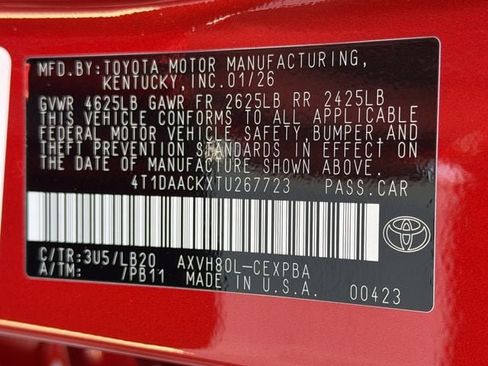 MFD.BY:TOYOTA MOTOR MANUFACTURING,
KENTUCKY,INC.01/26
GVWR 4625LB GAWR FR 2625LB RR 2425LB
THIS VEHICLE CONFORMS TO ALL APPLICABLE
FEDERAL MOTOR VEHICLE SAFETY,BUMPER,AND
THEFT PREVENTION STANDARDS IN EFFECT ON
THE DATE OF MANUFACTURE SHOWN ABOVE.
4T1DAACKXTU267723 PASS.CAR
C/TR:3U5/LB20 AXVH80L-CEXPBA
A/TM: /PB11 MADE IN U.S.A. 00423